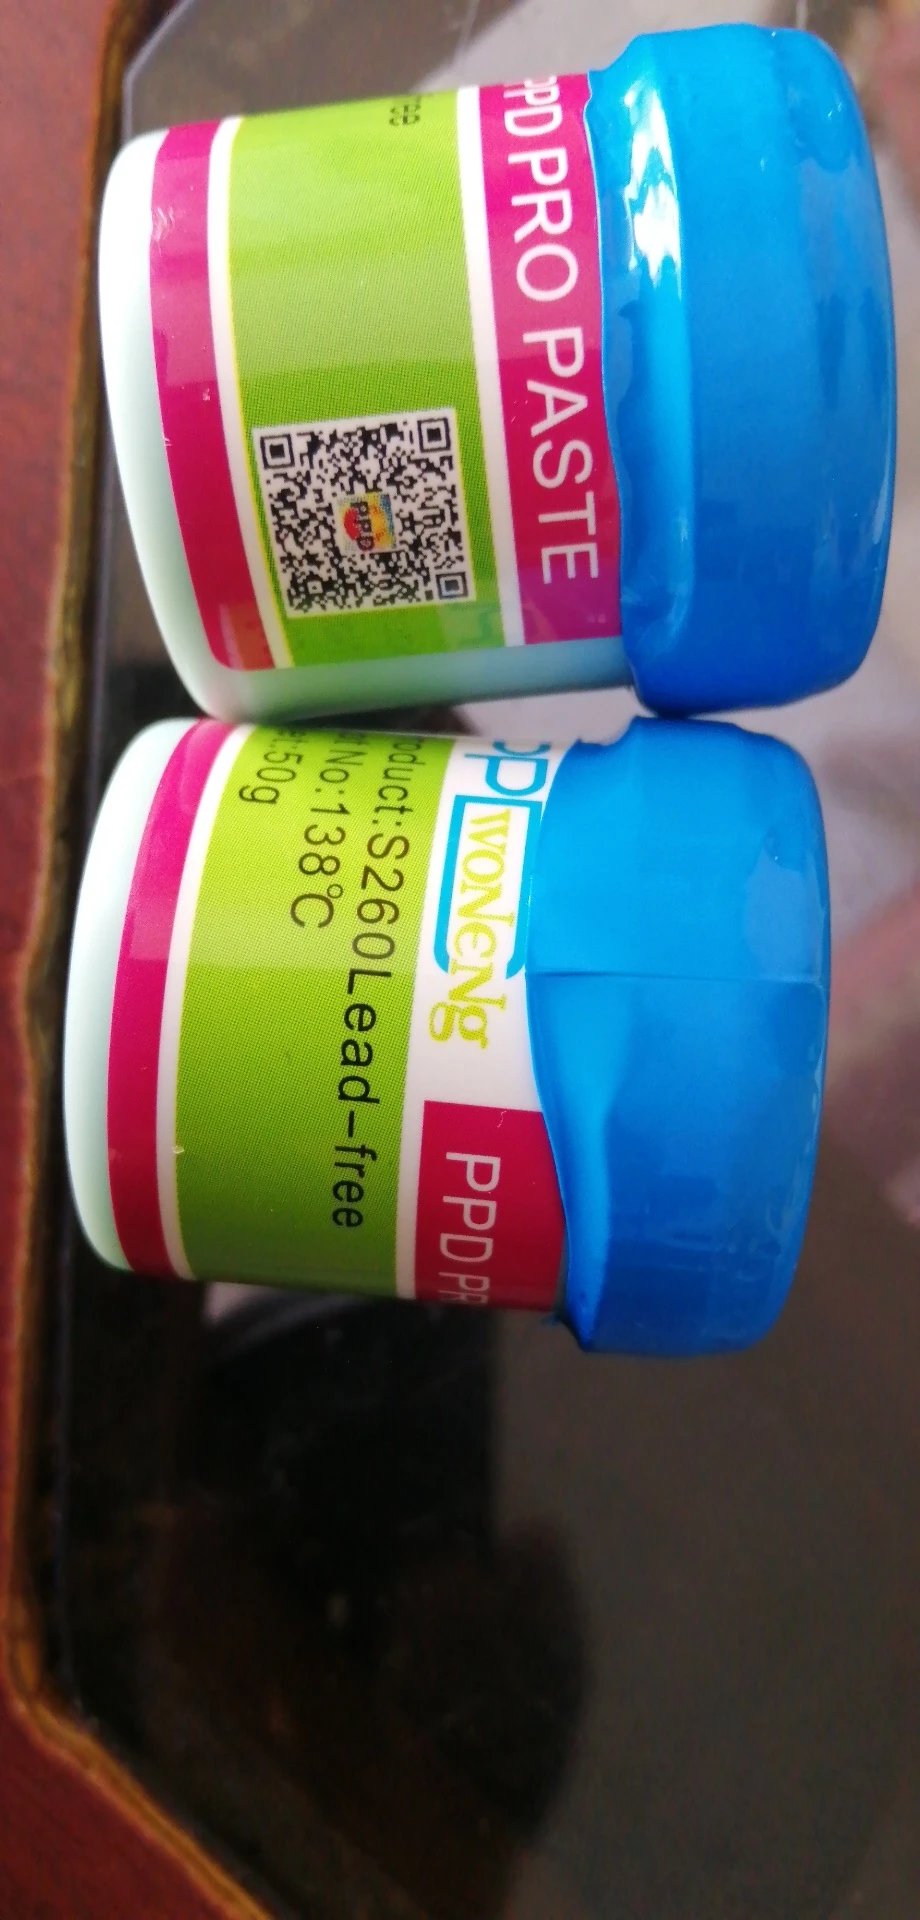 PPD PRO PASTE
PPD
WONeNg
PPD PR
oduct:S260Lead-free
No:138℃
:50g